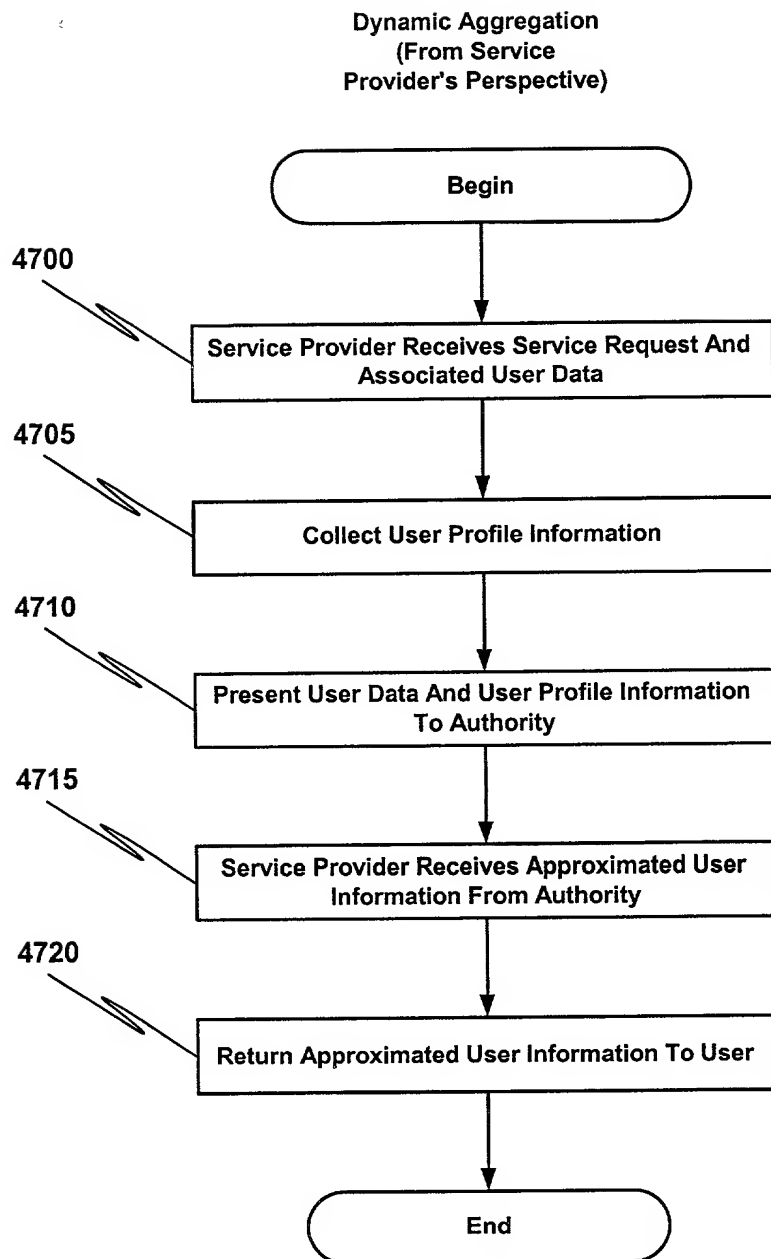 Dynamic Aggregation
(From Service
Provider's Perspective)
Begin
4700
Service Provider Receives Service Request And
Associated User Data
4705
Collect User Profile Information
4710
Present User Data And User Profile Information
To Authority
4715
Service Provider Receives Approximated User
Information From Authority
4720
Return Approximated User Information To User
End